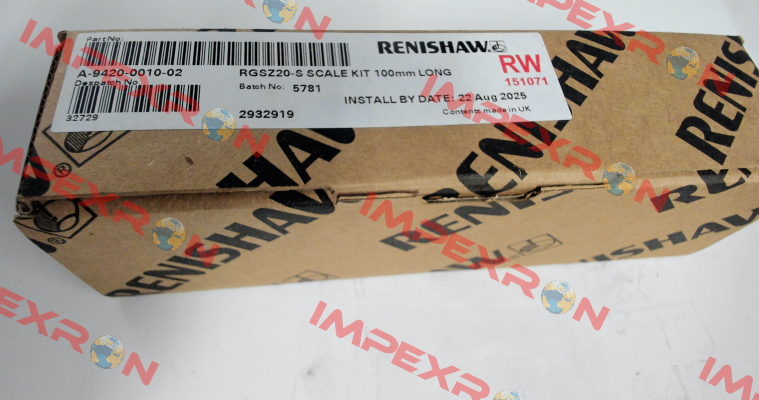 Part No:
RENISHAW
RW
151071
A-9420-0010-02
RGSZ20-S SCALE KIT 100mm LONG
Despatch No
Batch No: 5781
INSTALL BY DATE: 22 Aug 2025
32729
2932919
Contents made in UK
RENISHAW
RENISHAW
RENIS
RENISHAW
IMPEXRON
IMPEXRON
IMPEXRON
IMPEXRON
IMPEXRON
IMPEXRON